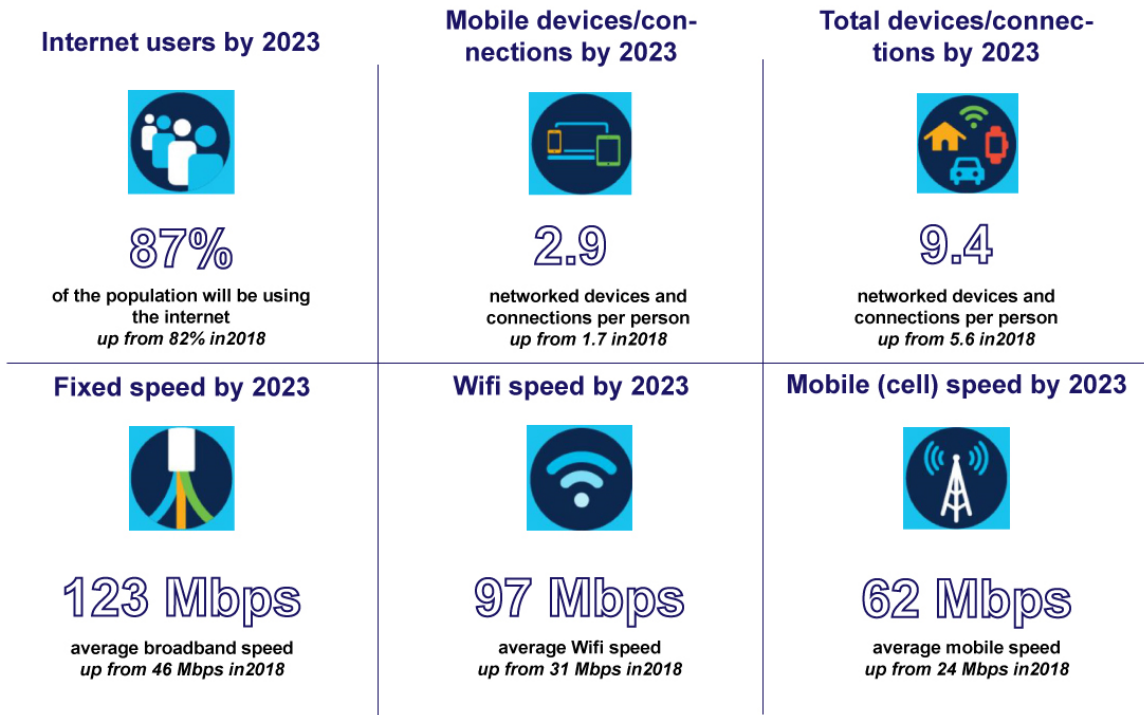 Internet users by 2023
87%
of the population will be using
the internet
up from 82% in2018
Mobile devices/con-
nections by 2023
2.9
networked devices and
connections per person
up from 1.7 in2018
Total devices/connec-
tions by 2023
9.4
networked devices and
connections per person
up from 5.6 in2018
Fixed speed by 2023
123 Mbps
average broadband speed
up from 46 Mbps in2018
Wifi speed by 2023
97 Mbps
average Wifi speed
up from 31 Mbps in2018
Mobile (cell) speed by 2023
62 Mbps
average mobile speed
up from 24 Mbps in2018